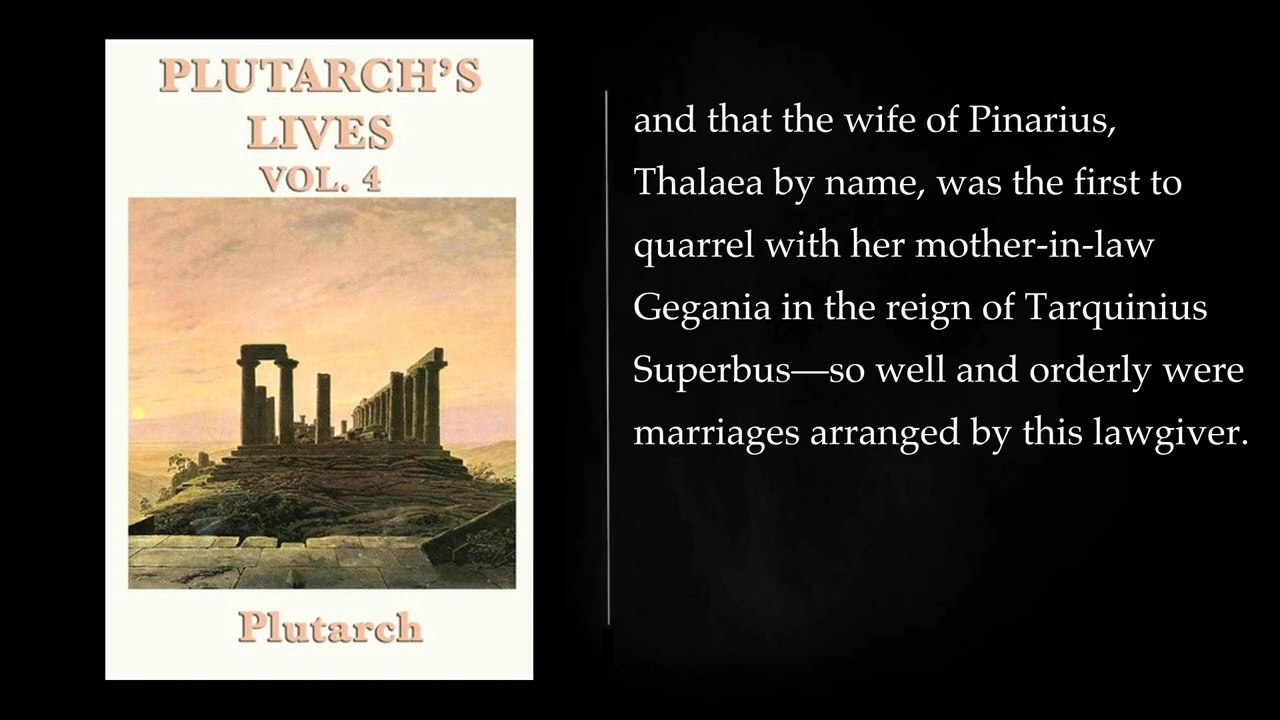 PLUTARCH'S
LIVES
VOL. 4
Plutarch
and that the wife of Pinarius,
Thalaea by name, was the first to
quarrel with her mother-in-law
Gegania in the reign of Tarquinius
Superbus—so well and orderly were
marriages arranged by this lawgiver.